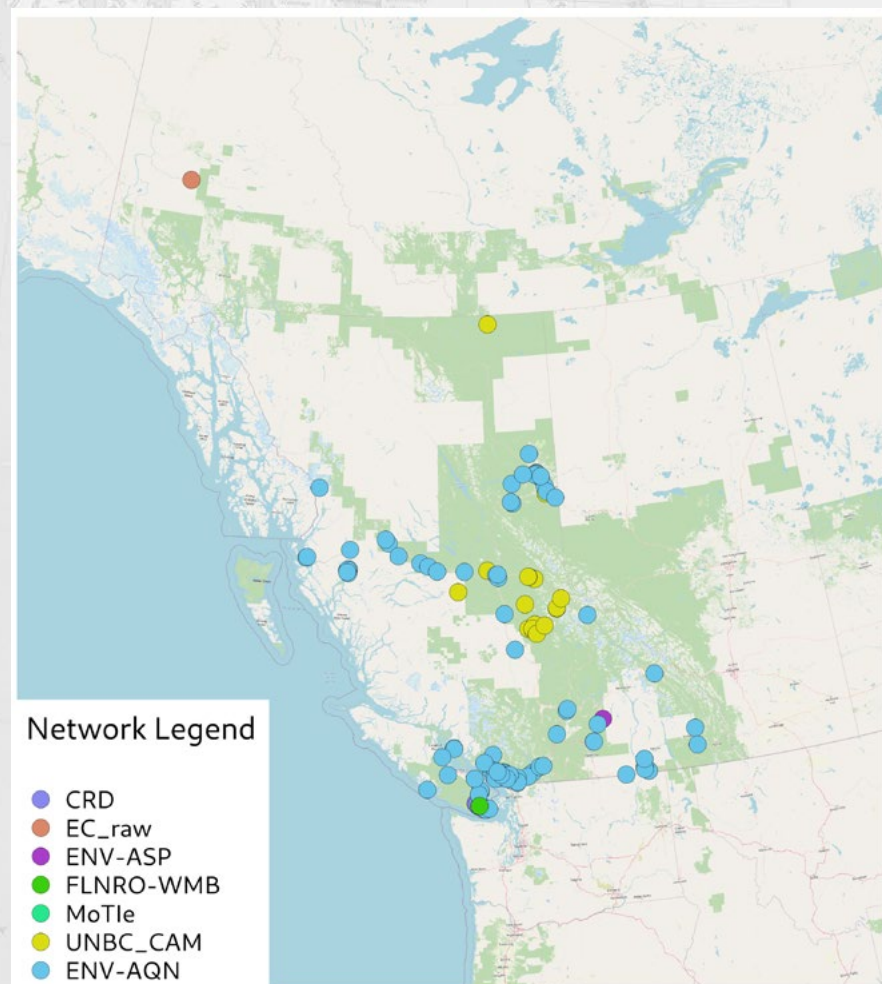 Network Legend
CRD
EC_raw
ENV-ASP
FLNRO-WMB
MoTIe
UNBC_CAM
ENV-AQN